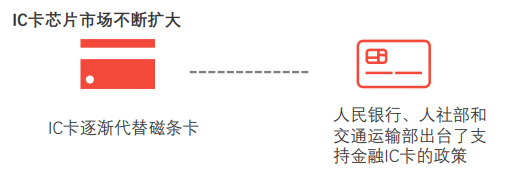 IC卡芯片市场不断扩大
IC卡逐渐代替磁条卡
人民银行、人社部和
交通运输部出台了支
持金融IC卡的政策